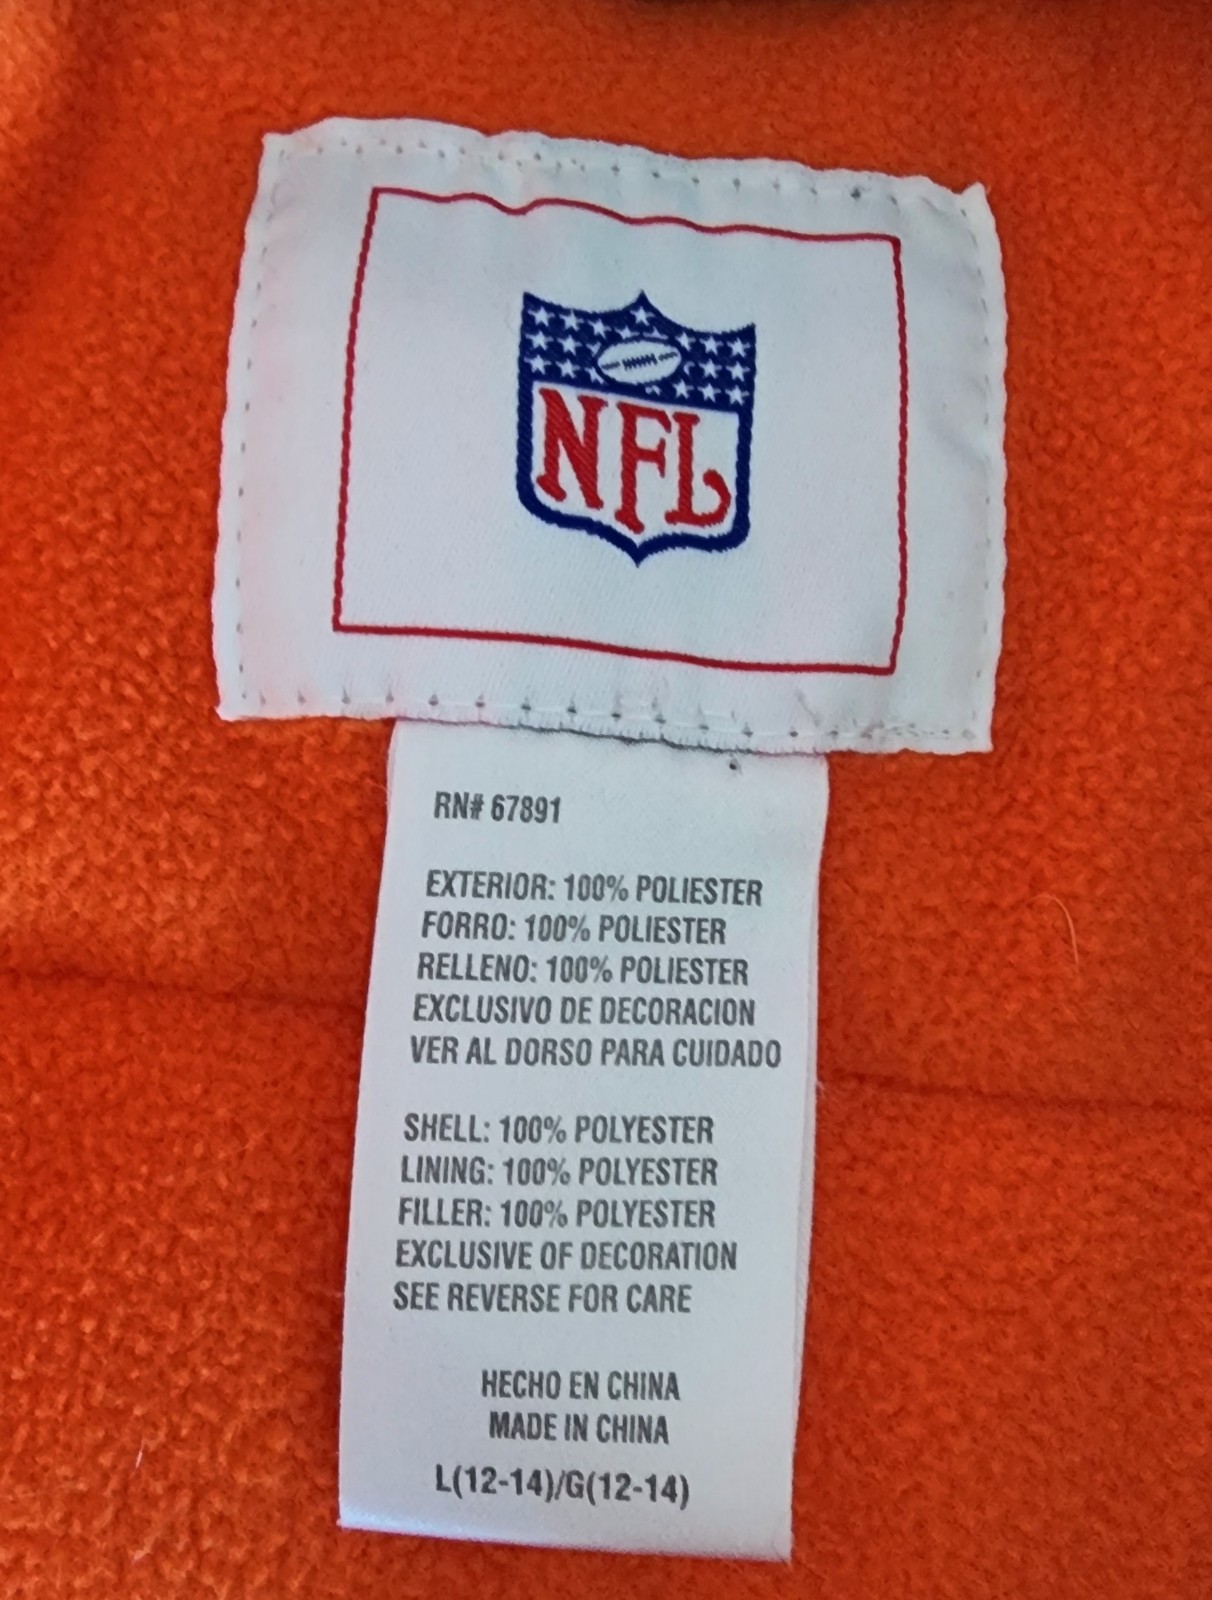 NFL
RN# 67891
EXTERIOR: 100% POLIESTER
FORRO: 100% POLIESTER
RELLENO: 100% POLIESTER
EXCLUSIVO DE DECORACION
VER AL DORSO PARA CUIDADO
SHELL: 100% POLYESTER
LINING: 100% POLYESTER
FILLER: 100% POLYESTER
EXCLUSIVE OF DECORATION
SEE REVERSE FOR CARE
HECHO EN CHINA
MADE IN CHINA
L(12-14)/G(12-14)